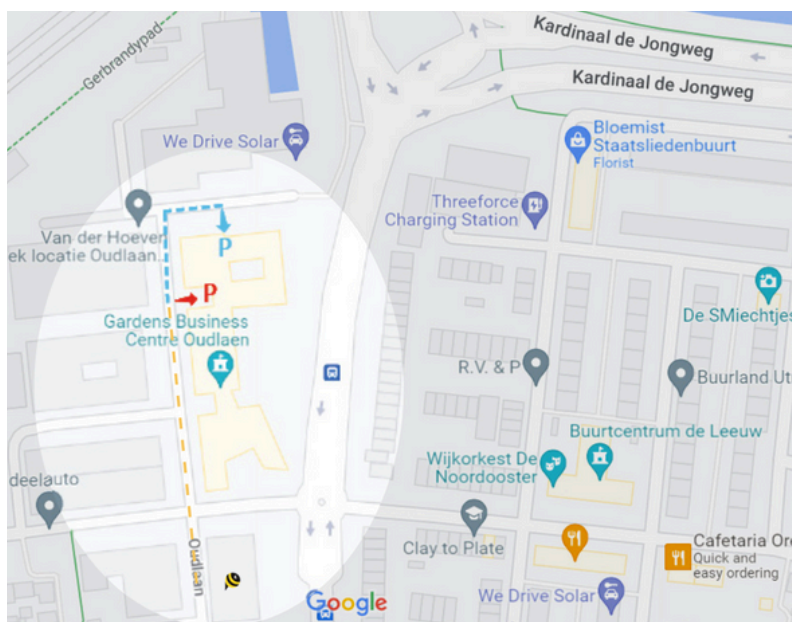 Kardinaal de Jongweg
Kardinaal de Jongweg
Gerbrandypad
We Drive Solar
Bloemist
Staatsliedenbuurt
Florist
Threeforce
Charging Station
Van der Hoeven
ek locatie Oudlaan...
P
P
Gardens Business
Centre Oudlaen
De SMiechtjes
R.V. & P
Buurland Ut
Buurtcentrum de Leeuw
Wijkorkest De
Noordooster
deelauto
Clay to Plate
Oudlaan
Cafetaria Ord
Quick and
easy ordering
We Drive Solar
Google